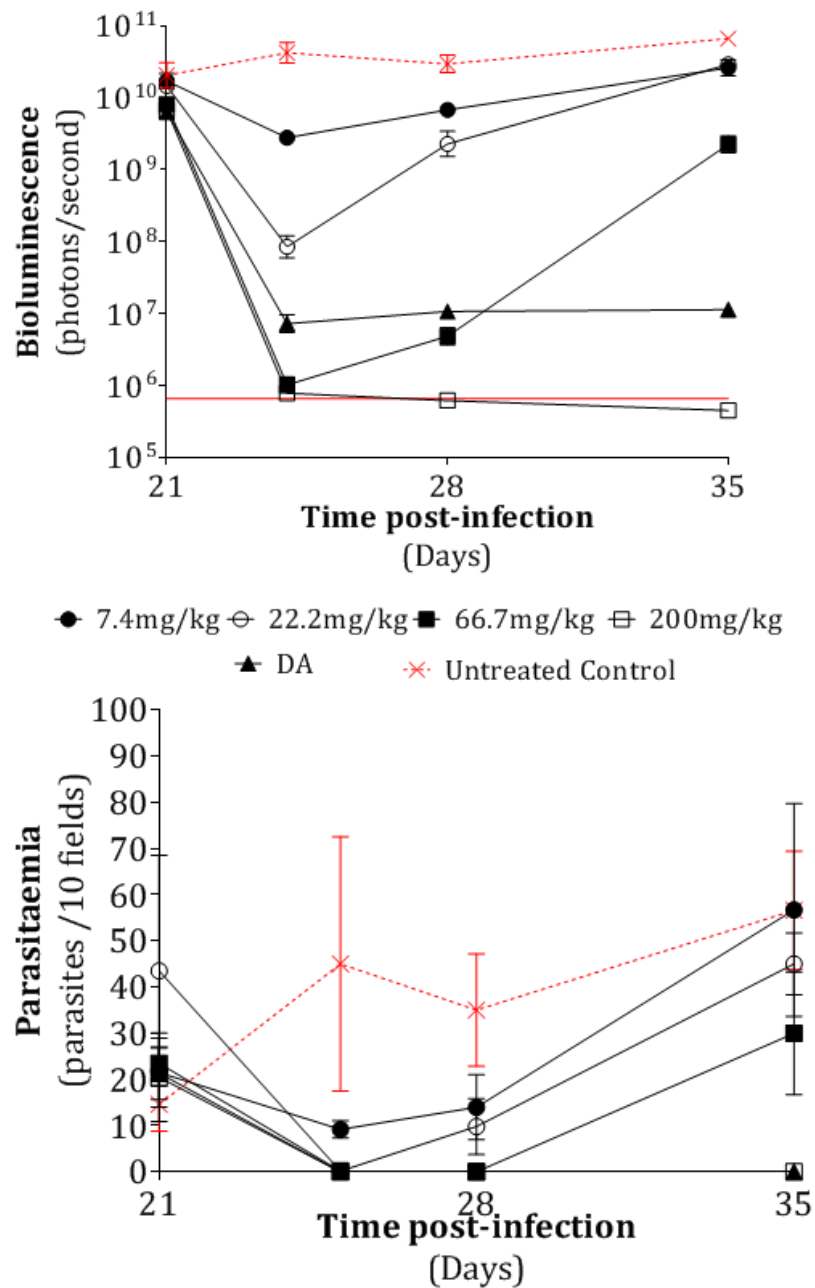 10^11
10^10
10^9
10^8
10^7
10^6
10^5
Bioluminescence
(photons/second)
21 28 35
Time post-infection
(Days)
7.4mg/kg 22.2mg/kg 66.7mg/kg 200mg/kg
DA Untreated Control
100
90
80
70
60
50
40
30
20
10
0
Parasitaemia
(parasites /10 fields)
21 28 35
Time post-infection
(Days)